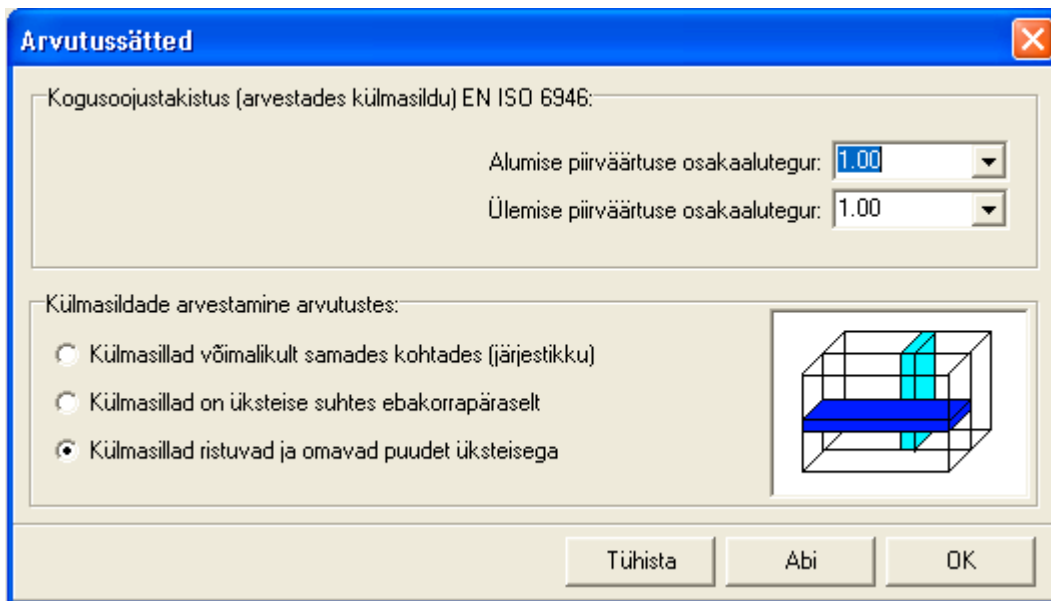 Arvutussätted
Kogusoojustakistus (arvestades külmasildu) EN ISO 6946:
Alumise piirväärtuse osakaalutegur: 1.00
Ülemise piirväärtuse osakaalutegur: 1.00
Külmasildade arvestamine arvutustes:
Külmasillad võimalikult samades kohtades (järjestikku)
Külmasillad on üksteise suhtes ebakorrapäraselt
Külmasillad ristuvad ja omavad puudet üksteisega
Tühista Abi OK